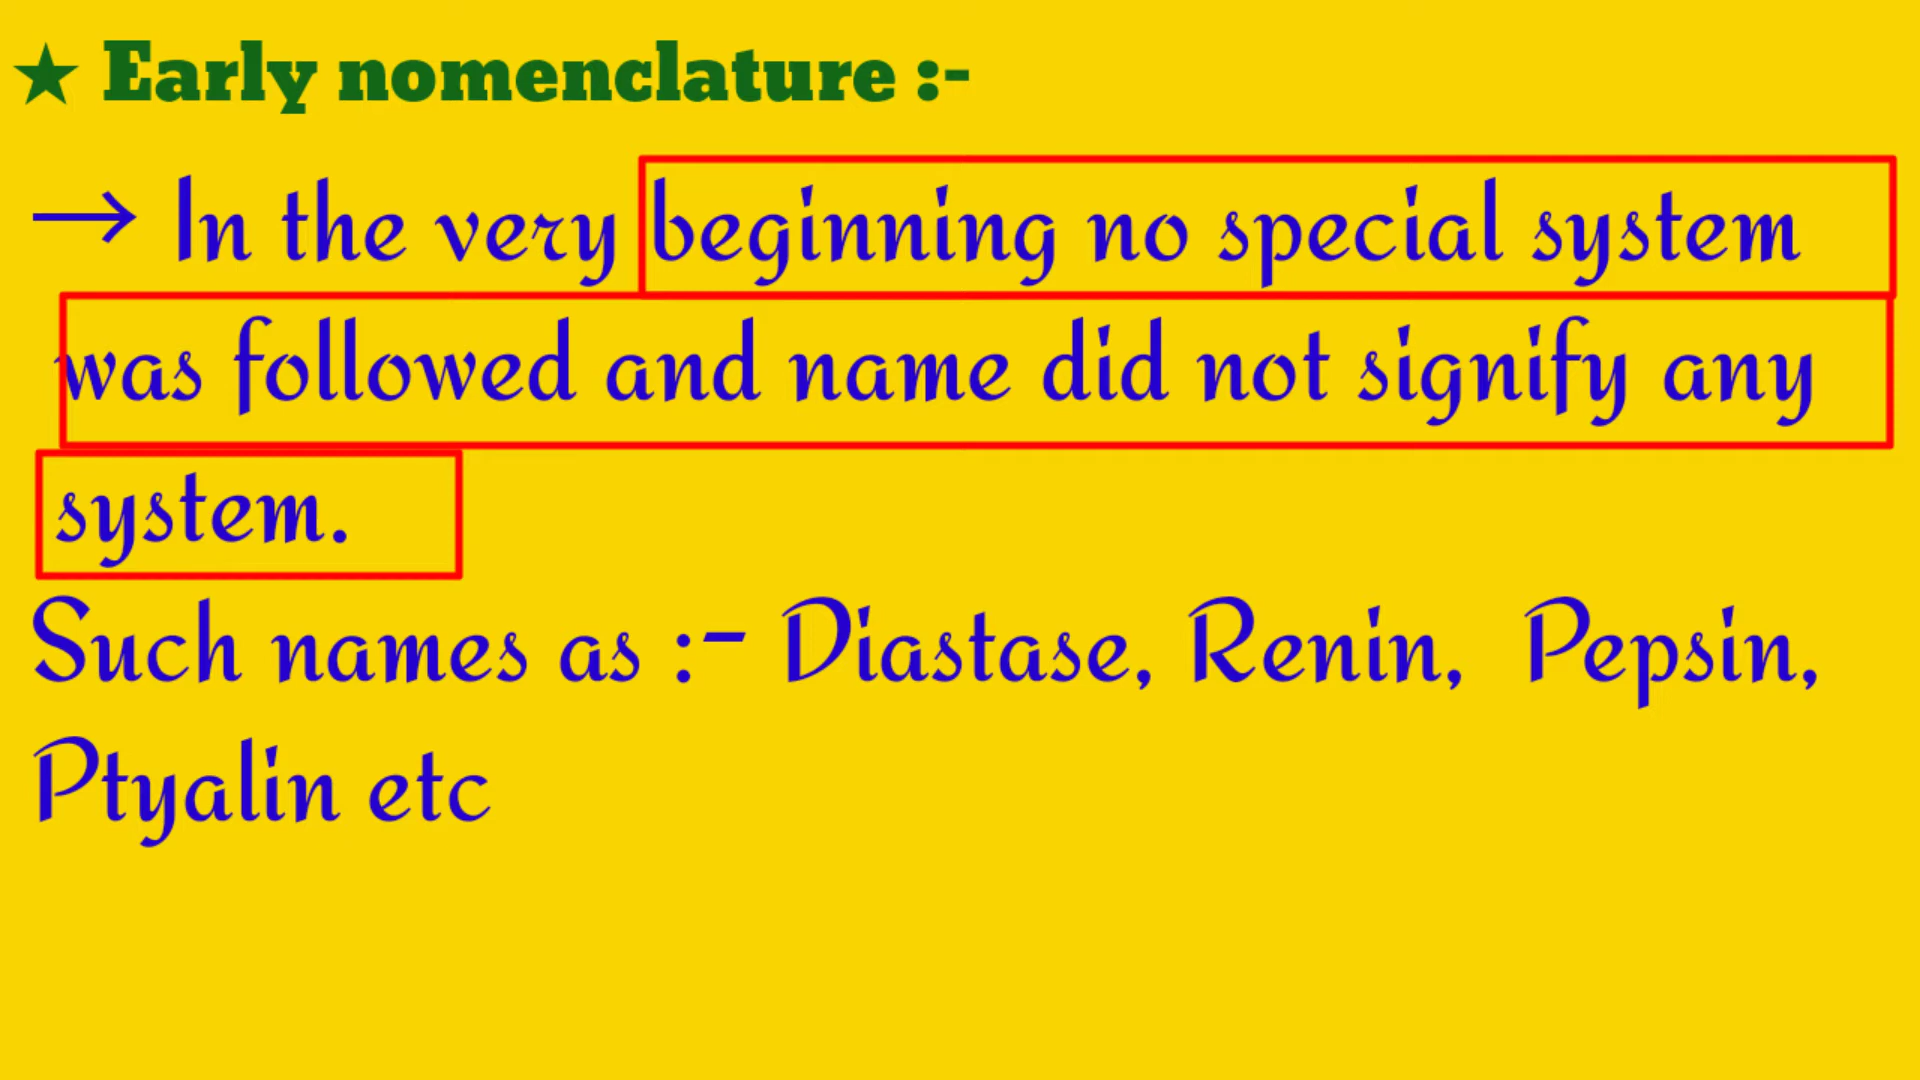 ★ Early nomenclature :-
→ In the very beginning no special system
was followed and name did not signify any
system.
Such names as :- Diastase, Renin, Pepsin,
Ptyalin etc